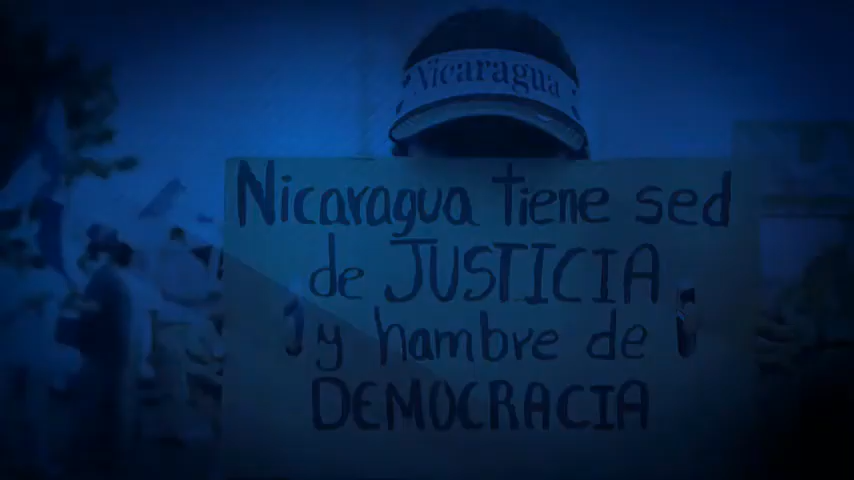 Nicaragua
Nicaragua tiene sed
de JUSTICIA
y hambre de
DEMOCRACIA